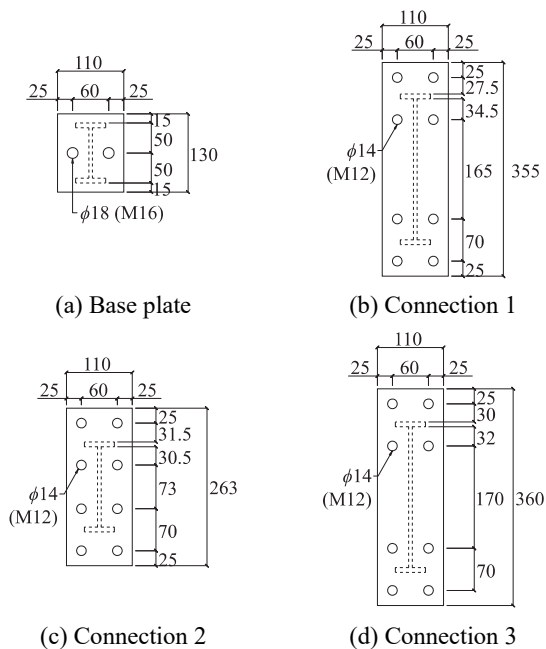 110
25 60 25
15
50
50
15
130
ϕ18 (M16)
(a) Base plate
110
25 60 25
25
27.5
34.5
165
70
25
355
ϕ14
(M12)
(b) Connection 1
110
25 60 25
25
31.5
30.5
73
70
25
263
ϕ14
(M12)
(c) Connection 2
110
25 60 25
25
30
32
170
70
360
ϕ14
(M12)
(d) Connection 3